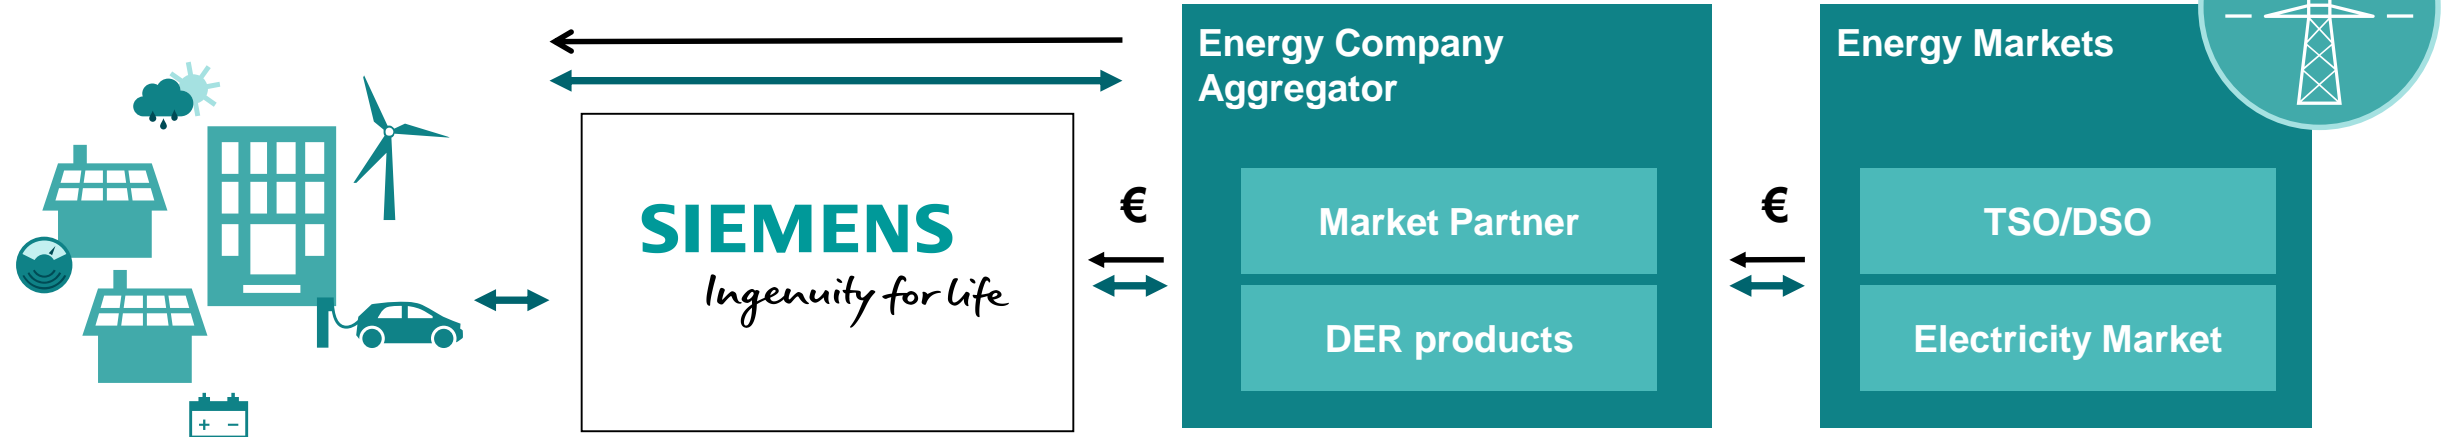 Energy Company
Aggregator
Energy Markets
SIEMENS
Ingenuity for life
€
Market Partner
DER products
€
TSO/DSO
Electricity Market
+ −